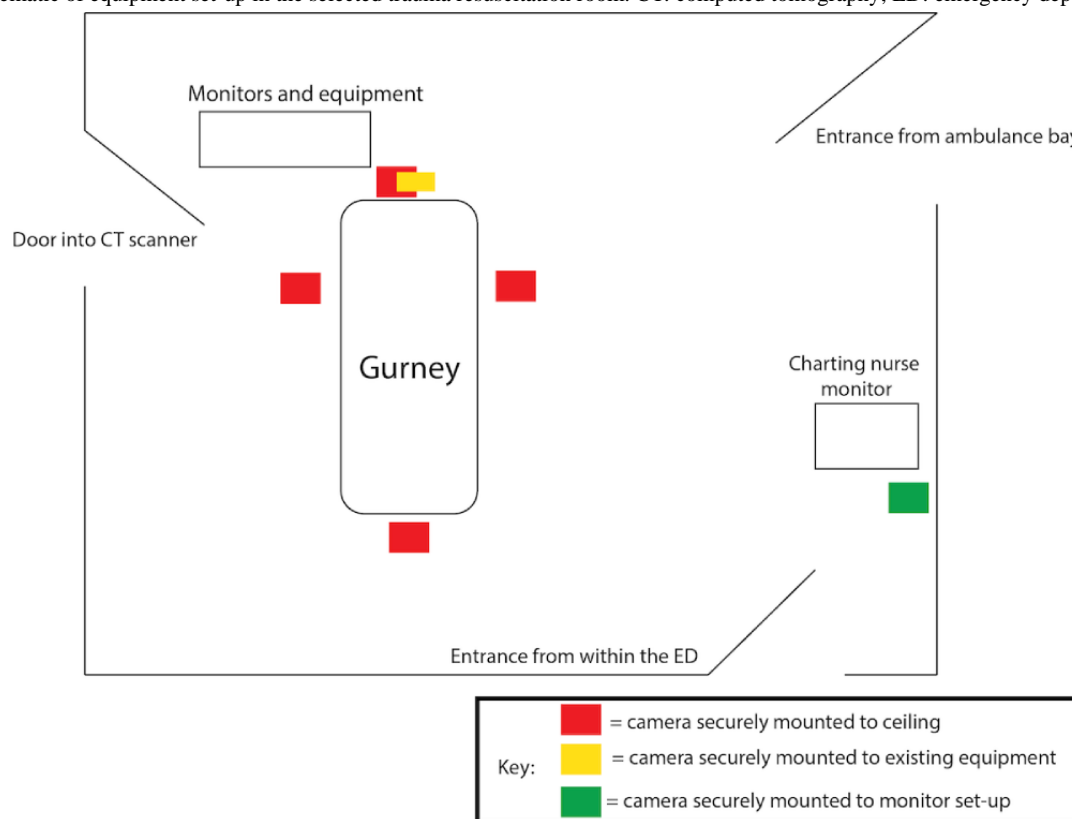 Monitors and equipment
Entrance from ambulance bay
Door into CT scanner
Gurney
Charting nurse
monitor
Entrance from within the ED
Key:
= camera securely mounted to ceiling
= camera securely mounted to existing equipment
= camera securely mounted to monitor set-up